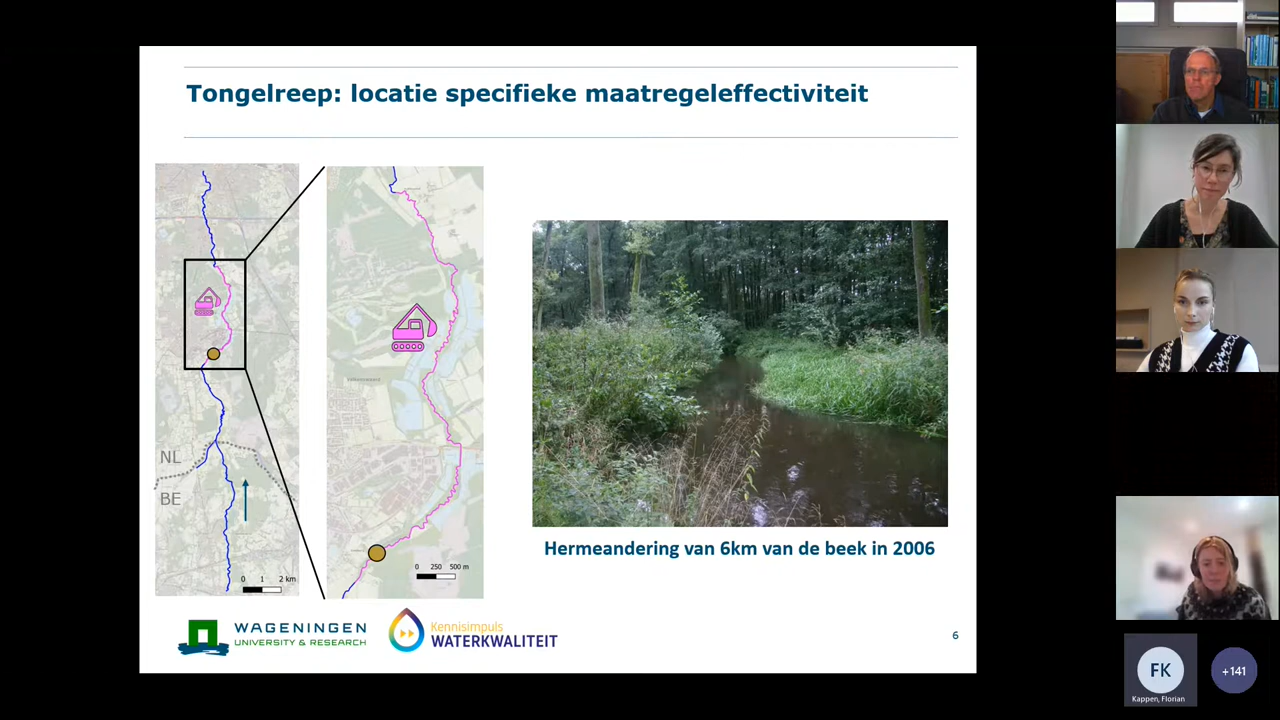 Tongelreep: locatie specifieke maatregeleffectiviteit
NL
BE
0 1 2 km
0 250 500 m
Hermeandering van 6km van de beek in 2006
WAGENINGEN
UNIVERSITY & RESEARCH
Kennisimpuls
WATERKWALITEIT
6
FK
Kappen, Florian
+141